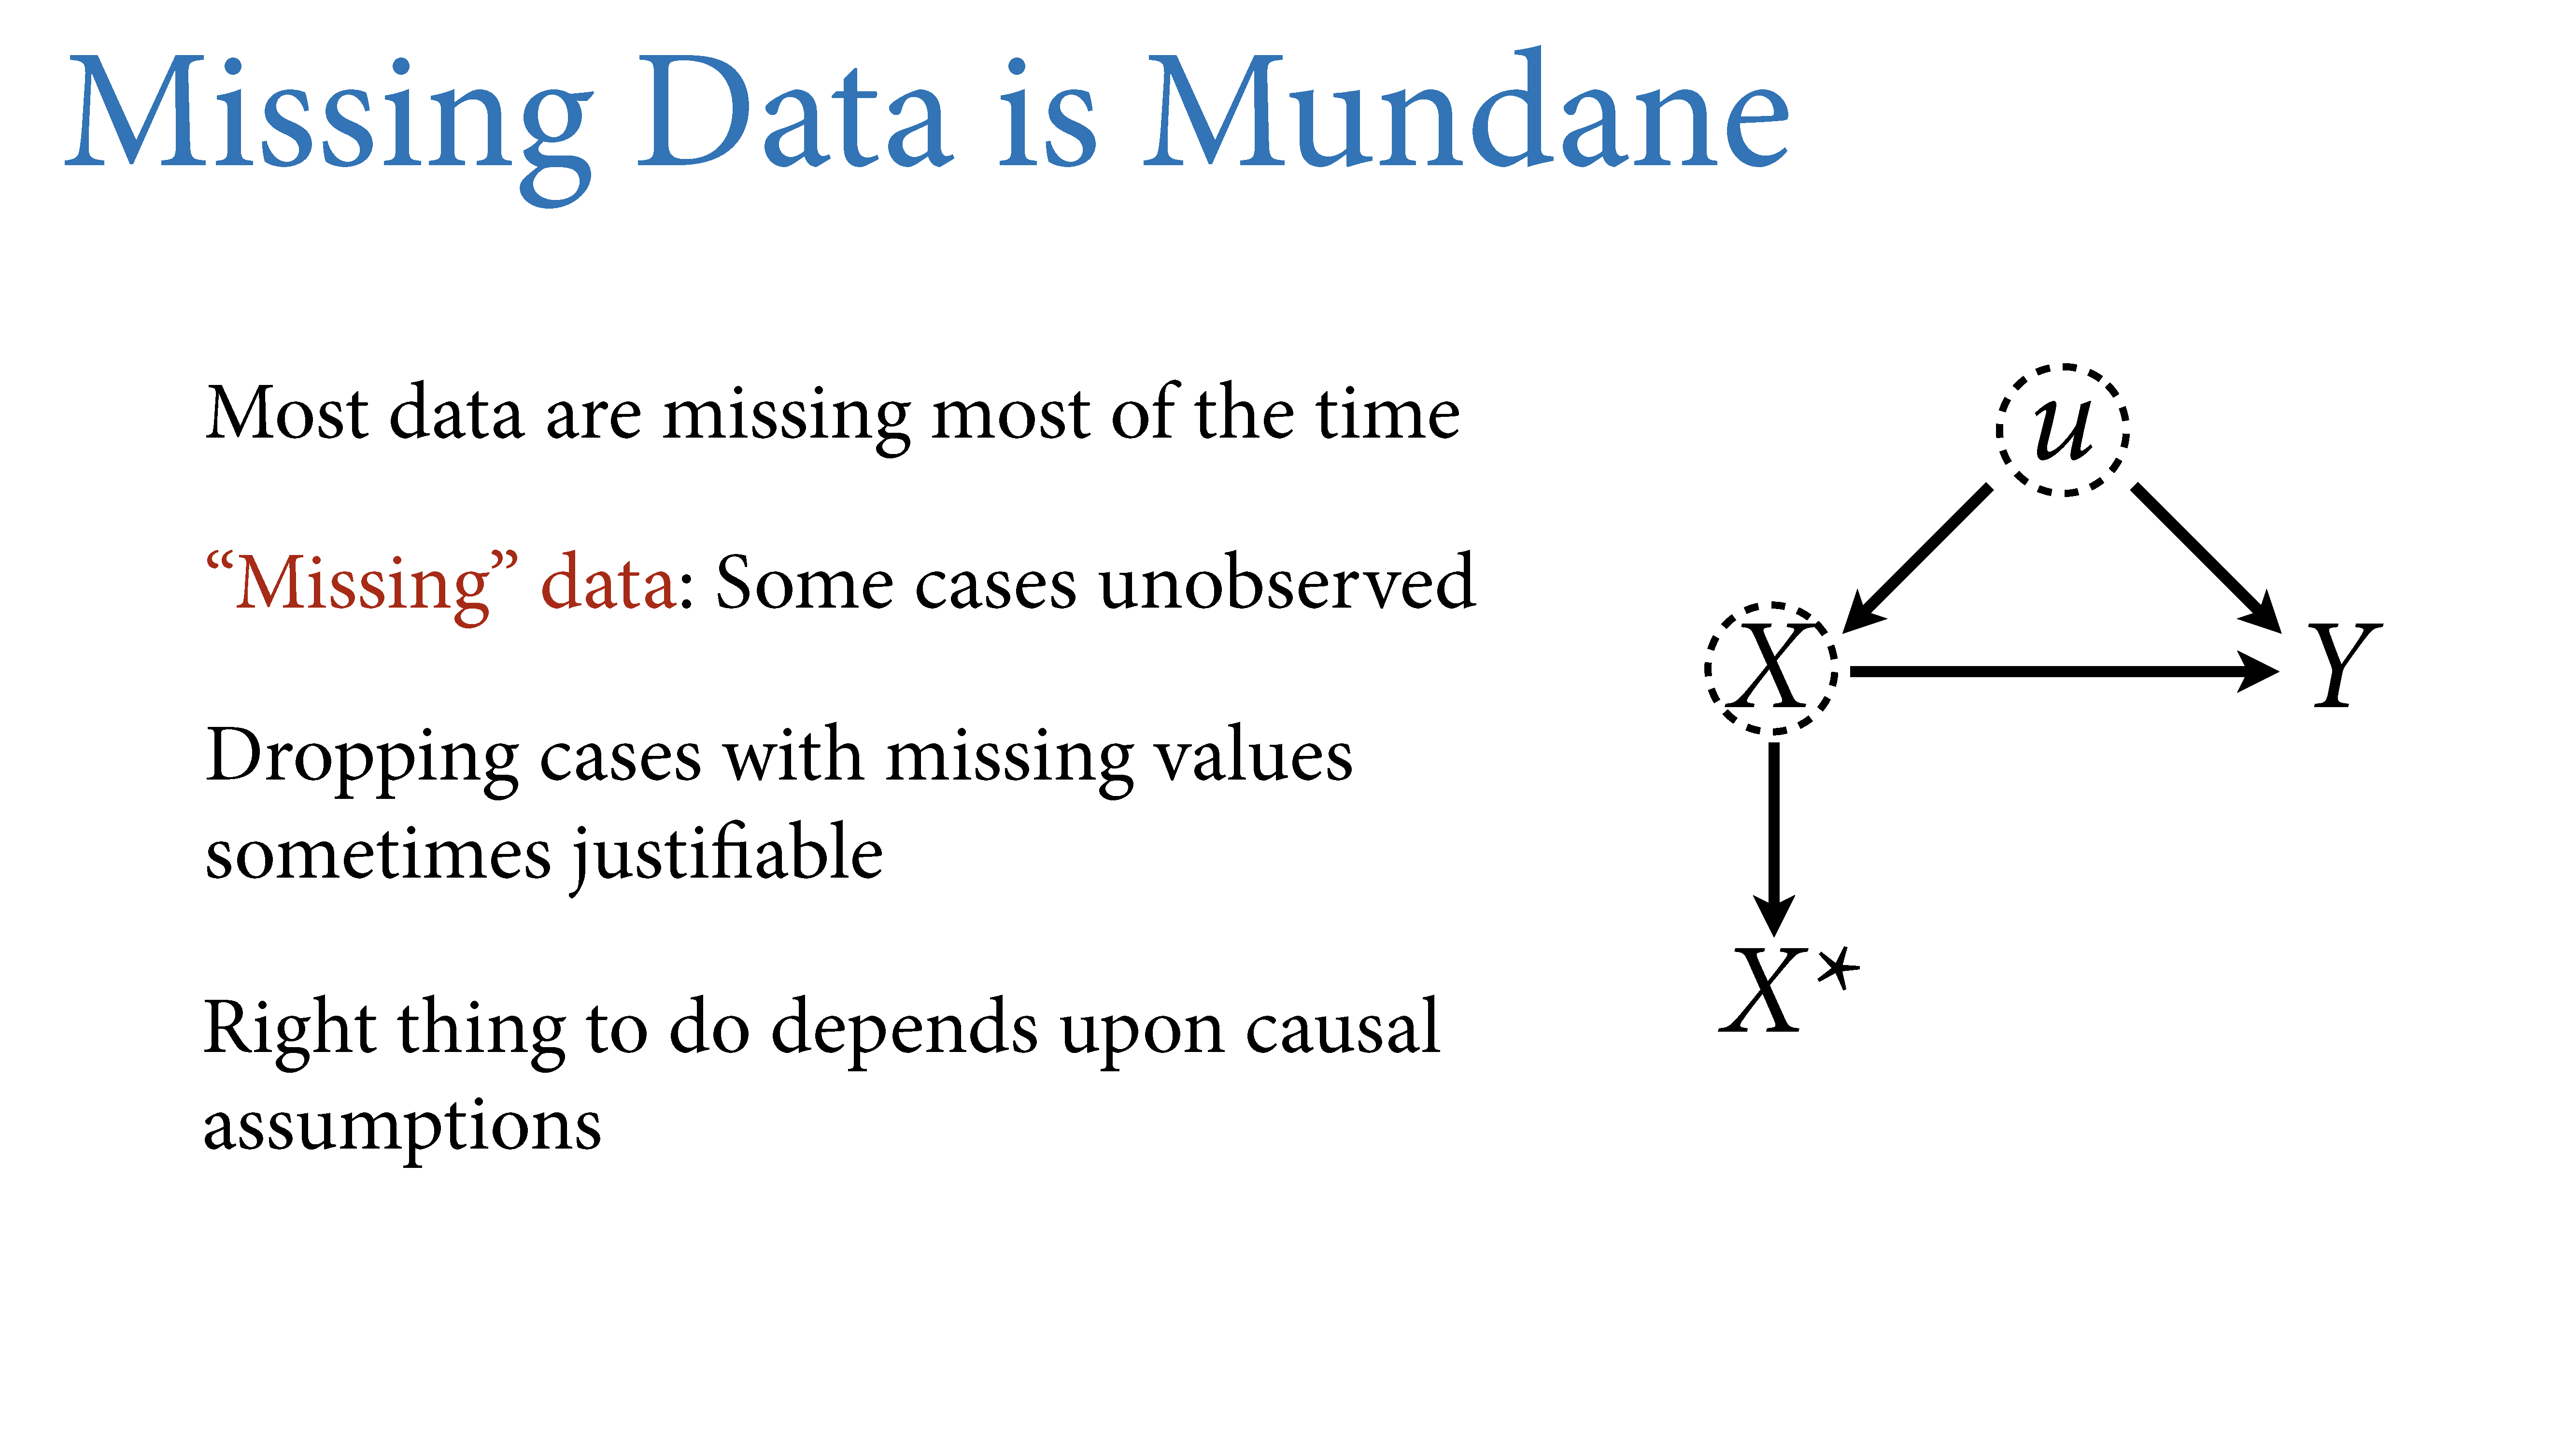 Missing Data is Mundane
Most data are missing most of the time
“Missing” data: Some cases unobserved
Dropping cases with missing values
sometimes justifiable
Right thing to do depends upon causal
assumptions
u
X
Y
X*